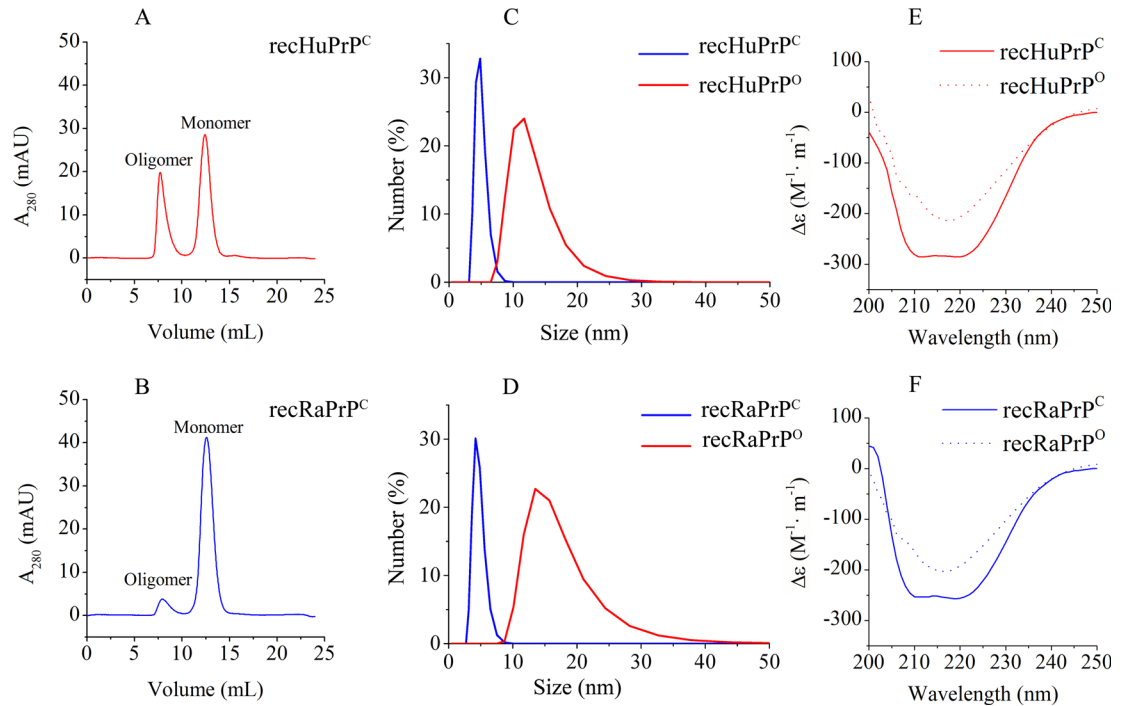 A
recHuPrP^C
50
40
30
20
10
0
A₂₈₀ (mAU)
Oligomer
Monomer
0 5 10 15 20 25
Volume (mL)
C
recHuPrP^C
recHuPrP^O
30
20
10
0
Number (%)
0 10 20 30 40 50
Size (nm)
E
recHuPrP^C
recHuPrP^O
100
0
-100
-200
-300
Δε (M⁻¹· m⁻¹)
200 210 220 230 240 250
Wavelength (nm)
B
recRaPrP^C
50
40
30
20
10
0
A₂₈₀ (mAU)
Monomer
Oligomer
0 5 10 15 20 25
Volume (mL)
D
recRaPrP^C
recRaPrP^O
30
20
10
0
Number (%)
0 10 20 30 40 50
Size (nm)
F
recRaPrP^C
recRaPrP^O
100
0
-100
-200
-300
Δε (M⁻¹· m⁻¹)
200 210 220 230 240 250
Wavelength (nm)